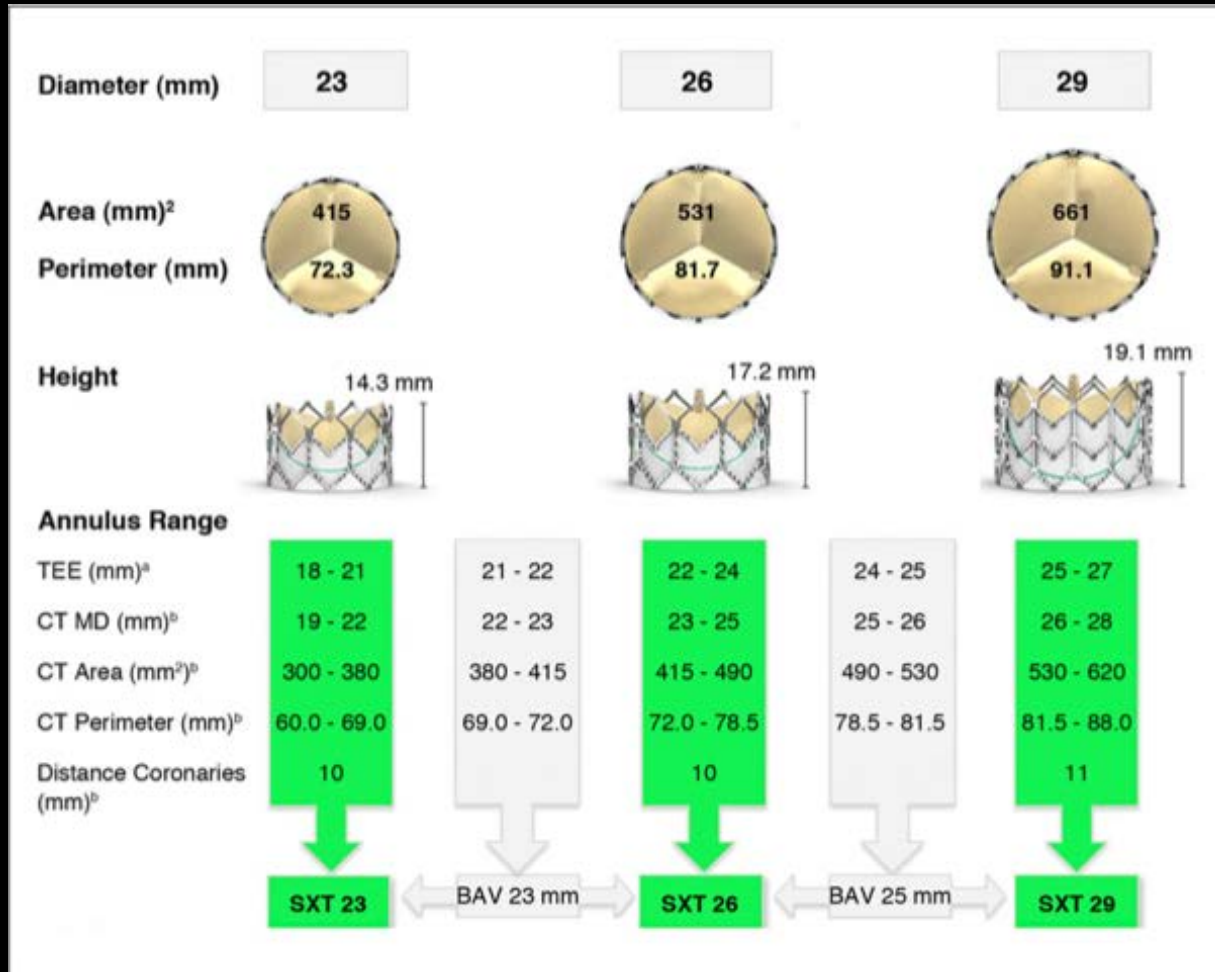 Diameter (mm) 23 26 29
Area (mm)² 415 531 661
Perimeter (mm) 72.3 81.7 91.1
Height 14.3 mm 17.2 mm 19.1 mm
Annulus Range
TEE (mm)ᵃ 18 - 21 21 - 22 22 - 24 24 - 25 25 - 27
CT MD (mm)ᵇ 19 - 22 22 - 23 23 - 25 25 - 26 26 - 28
CT Area (mm²)ᵇ 300 - 380 380 - 415 415 - 490 490 - 530 530 - 620
CT Perimeter (mm)ᵇ 60.0 - 69.0 69.0 - 72.0 72.0 - 78.5 78.5 - 81.5 81.5 - 88.0
Distance Coronaries 10 10 11
(mm)ᵇ
SXT 23 BAV 23 mm SXT 26 BAV 25 mm SXT 29